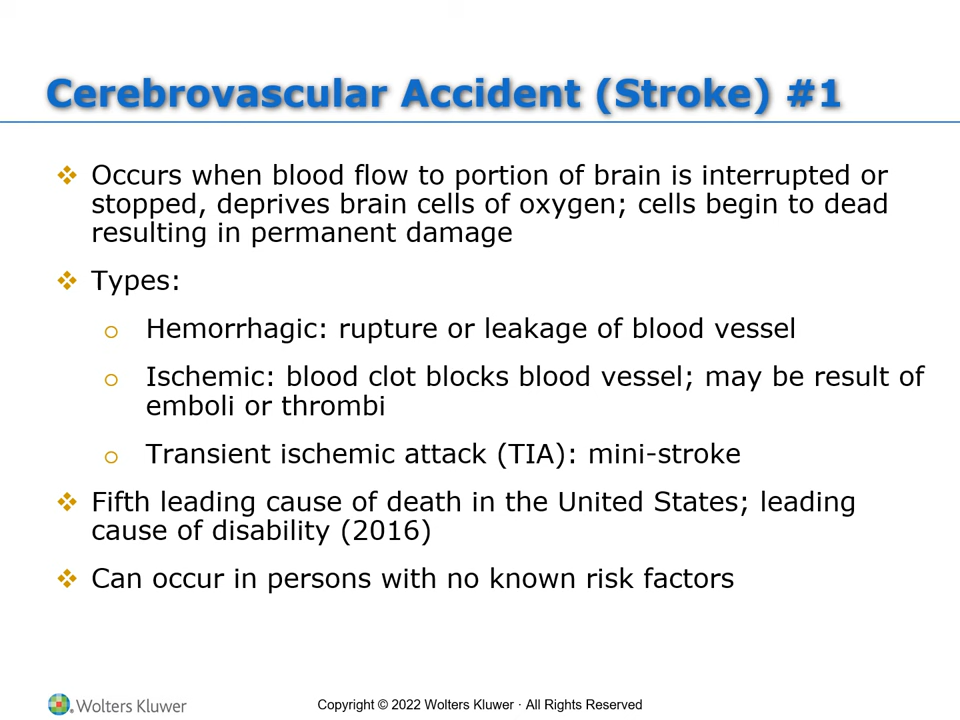 Cerebrovascular Accident (Stroke) #1
Occurs when blood flow to portion of brain is interrupted or
stopped, deprives brain cells of oxygen; cells begin to dead
resulting in permanent damage
Types:
Hemorrhagic: rupture or leakage of blood vessel
Ischemic: blood clot blocks blood vessel; may be result of
emboli or thrombi
Transient ischemic attack (TIA): mini-stroke
Fifth leading cause of death in the United States; leading
cause of disability (2016)
Can occur in persons with no known risk factors
Wolters Kluwer
Copyright © 2022 Wolters Kluwer · All Rights Reserved